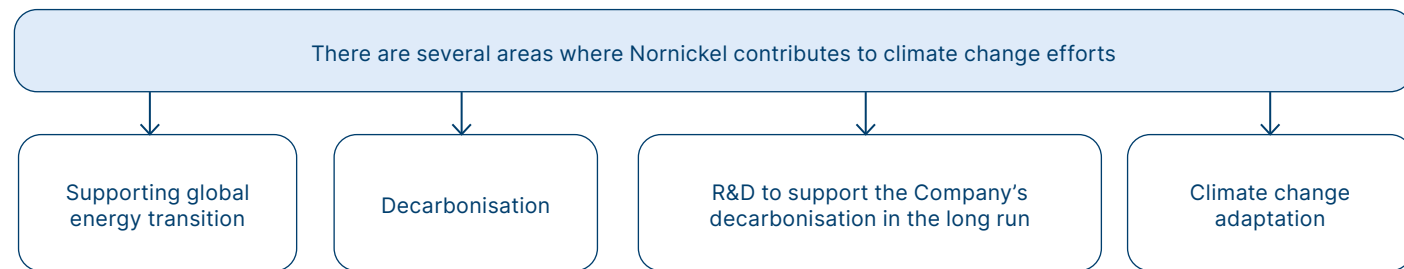 There are several areas where Nornickel contributes to climate change efforts
Supporting global
energy transition
Decarbonisation
R&D to support the Company’s
decarbonisation in the long run
Climate change
adaptation